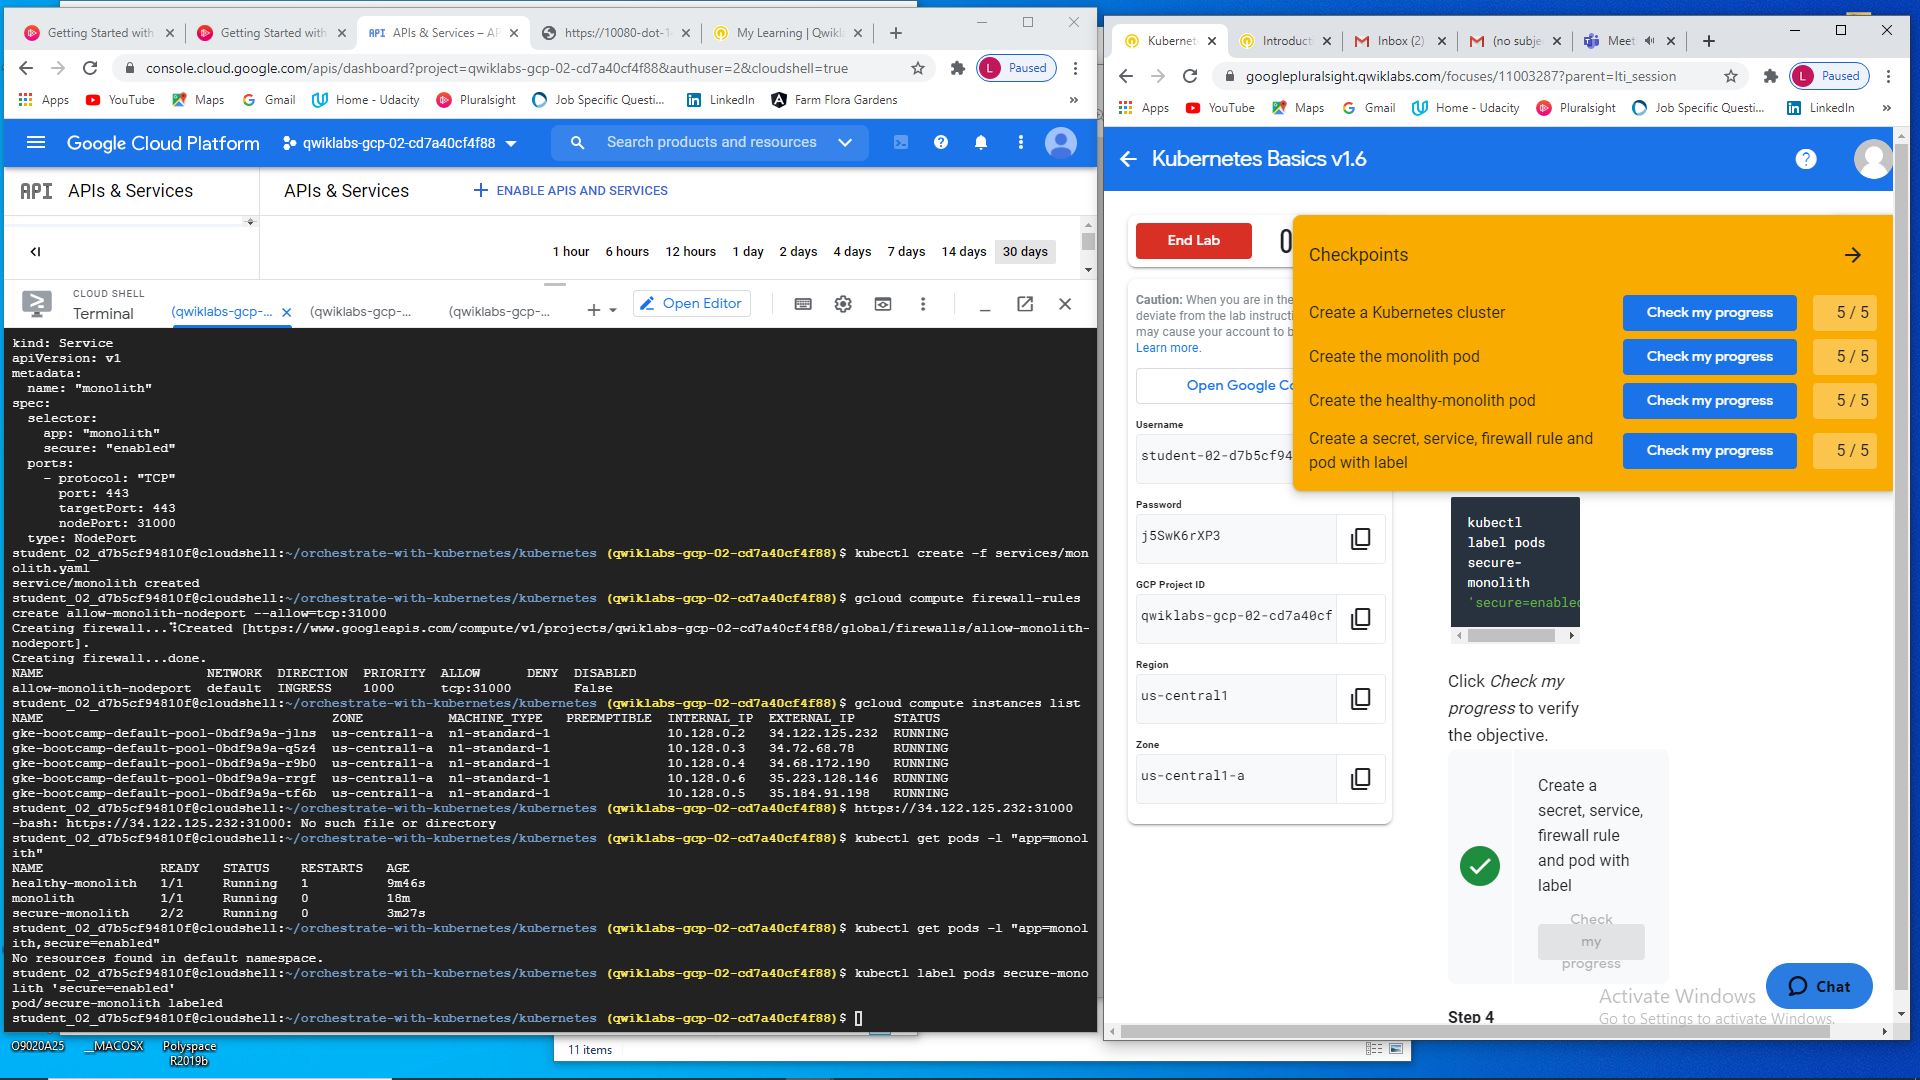 Getting Started with
Getting Started with
API APIs & Services – AP
https://10080-dot-1
My Learning | Qwikl
console.cloud.google.com/apis/dashboard?project=qwiklabs-gcp-02-cd7a40cf4f88&authuser=2&cloudshell=true
L Paused
Apps
YouTube
Maps
Gmail
Home - Udacity
Pluralsight
Job Specific Questi...
LinkedIn
Farm Flora Gardens
Google Cloud Platform
qwiklabs-gcp-02-cd7a40cf4f88
Search products and resources
API APIs & Services
APIs & Services
ENABLE APIS AND SERVICES
1 hour 6 hours 12 hours 1 day 2 days 4 days 7 days 14 days 30 days
CLOUD SHELL
Terminal
(qwiklabs-gcp-...
(qwiklabs-gcp-...
(qwiklabs-gcp-...
Open Editor
kind: Service
apiVersion: v1
metadata:
  name: "monolith"
spec:
  selector:
    app: "monolith"
    secure: "enabled"
  ports:
    - protocol: "TCP"
      port: 443
      targetPort: 443
      nodePort: 31000
  type: NodePort
student_02_d7b5cf94810f@cloudshell:~/orchestrate-with-kubernetes/kubernetes (qwiklabs-gcp-02-cd7a40cf4f88)$ kubectl create -f services/mon
olith.yaml
service/monolith created
student_02_d7b5cf94810f@cloudshell:~/orchestrate-with-kubernetes/kubernetes (qwiklabs-gcp-02-cd7a40cf4f88)$ gcloud compute firewall-rules
create allow-monolith-nodeport --allow=tcp:31000
Creating firewall...⠹Created [https://www.googleapis.com/compute/v1/projects/qwiklabs-gcp-02-cd7a40cf4f88/global/firewalls/allow-monolith-
nodeport].
Creating firewall...done.
NAME NETWORK DIRECTION PRIORITY ALLOW DENY DISABLED
allow-monolith-nodeport default INGRESS 1000 tcp:31000 False
student_02_d7b5cf94810f@cloudshell:~/orchestrate-with-kubernetes/kubernetes (qwiklabs-gcp-02-cd7a40cf4f88)$ gcloud compute instances list
NAME ZONE MACHINE_TYPE PREEMPTIBLE INTERNAL_IP EXTERNAL_IP STATUS
gke-bootcamp-default-pool-0bdf9a9a-jlns us-central1-a n1-standard-1 10.128.0.2 34.122.125.232 RUNNING
gke-bootcamp-default-pool-0bdf9a9a-q5z4 us-central1-a n1-standard-1 10.128.0.3 34.72.68.78 RUNNING
gke-bootcamp-default-pool-0bdf9a9a-r9b0 us-central1-a n1-standard-1 10.128.0.4 34.68.172.190 RUNNING
gke-bootcamp-default-pool-0bdf9a9a-rrgf us-central1-a n1-standard-1 10.128.0.6 35.223.128.146 RUNNING
gke-bootcamp-default-pool-0bdf9a9a-tf6b us-central1-a n1-standard-1 10.128.0.5 35.184.91.198 RUNNING
student_02_d7b5cf94810f@cloudshell:~/orchestrate-with-kubernetes/kubernetes (qwiklabs-gcp-02-cd7a40cf4f88)$ https://34.122.125.232:31000
-bash: https://34.122.125.232:31000: No such file or directory
student_02_d7b5cf94810f@cloudshell:~/orchestrate-with-kubernetes/kubernetes (qwiklabs-gcp-02-cd7a40cf4f88)$ kubectl get pods -l "app=monol
ith"
NAME READY STATUS RESTARTS AGE
healthy-monolith 1/1 Running 1 9m46s
monolith 1/1 Running 0 18m
secure-monolith 2/2 Running 0 3m27s
student_02_d7b5cf94810f@cloudshell:~/orchestrate-with-kubernetes/kubernetes (qwiklabs-gcp-02-cd7a40cf4f88)$ kubectl get pods -l "app=monol
ith,secure=enabled"
No resources found in default namespace.
student_02_d7b5cf94810f@cloudshell:~/orchestrate-with-kubernetes/kubernetes (qwiklabs-gcp-02-cd7a40cf4f88)$ kubectl label pods secure-mono
lith 'secure=enabled'
pod/secure-monolith labeled
student_02_d7b5cf94810f@cloudshell:~/orchestrate-with-kubernetes/kubernetes (qwiklabs-gcp-02-cd7a40cf4f88)$
09020A25
__MACOSX
Polyspace
R2019b
11 items
Kubernet
Introduct
Inbox (2)
(no subje
Meet
googlepluralsight.qwiklabs.com/focuses/11003287?parent=lti_session
L Paused
Apps
YouTube
Maps
Gmail
Home - Udacity
Pluralsight
Job Specific Questi...
LinkedIn
Kubernetes Basics v1.6
End Lab
0
Caution: When you are in the
deviate from the lab instructi
may cause your account to b
Learn more.
Open Google Co
Username
student-02-d7b5cf94
Password
j5SwK6rXP3
GCP Project ID
qwiklabs-gcp-02-cd7a40cf
Region
us-central1
Zone
us-central1-a
Checkpoints
Create a Kubernetes cluster
Check my progress
5 / 5
Create the monolith pod
Check my progress
5 / 5
Create the healthy-monolith pod
Check my progress
5 / 5
Create a secret, service, firewall rule and
pod with label
Check my progress
5 / 5
kubectl
label pods
secure-
monolith
'secure=enabled
Click Check my
progress to verify
the objective.
Create a
secret, service,
firewall rule
and pod with
label
Check
my
progress
Step 4
Chat
Activate Windows
Go to Settings to activate Windows.